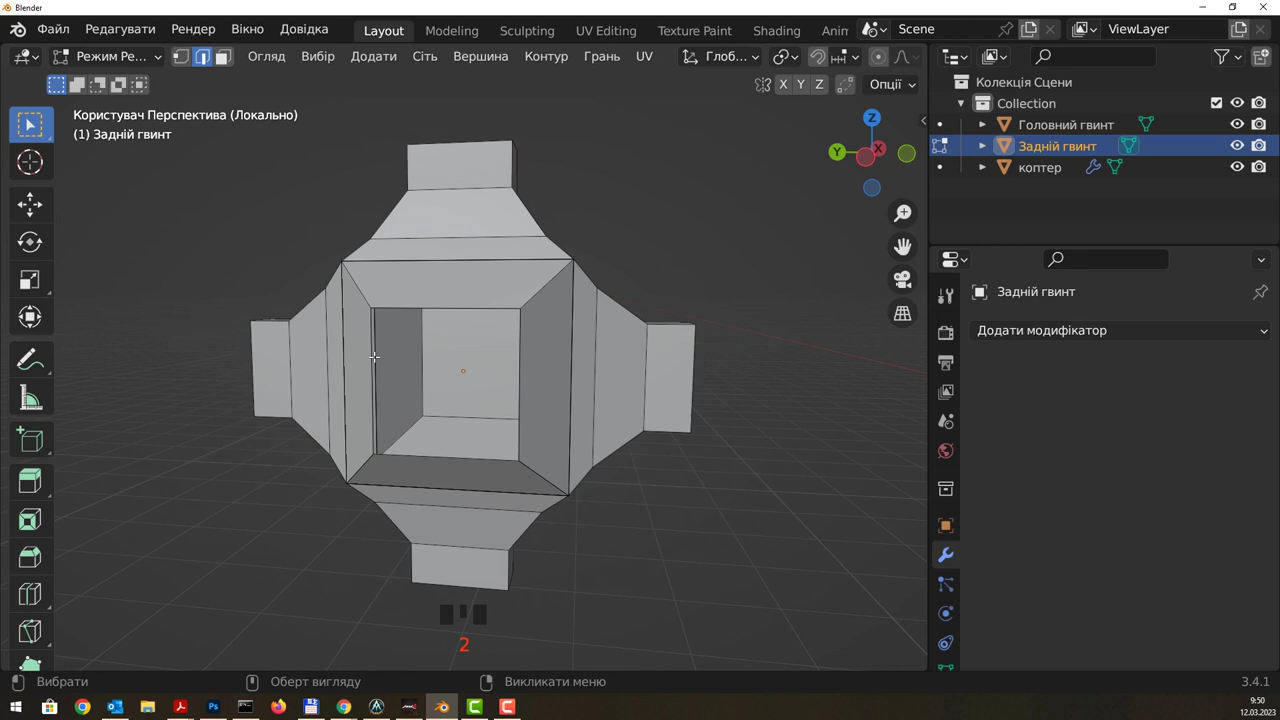 Blender
Файл Редагувати Рендер Вікно Довідка Layout Modeling Sculpting UV Editing Texture Paint Shading Anin Scene ViewLayer
Режим Ре... Огляд Вибір Додати Сіть Вершина Контур Грань UV Глоб...
X Y Z Опції
Користувач Перспектива (Локально)
(1) Задній гвинт
Z
Y X
2
Колекція Сцени
Collection
Головний гвинт
Задній гвинт
коптер
Задній гвинт
Додати модифікатор
Вибрати Оберт вигляду Викликати меню 3.4.1
9:50
12.03.2023